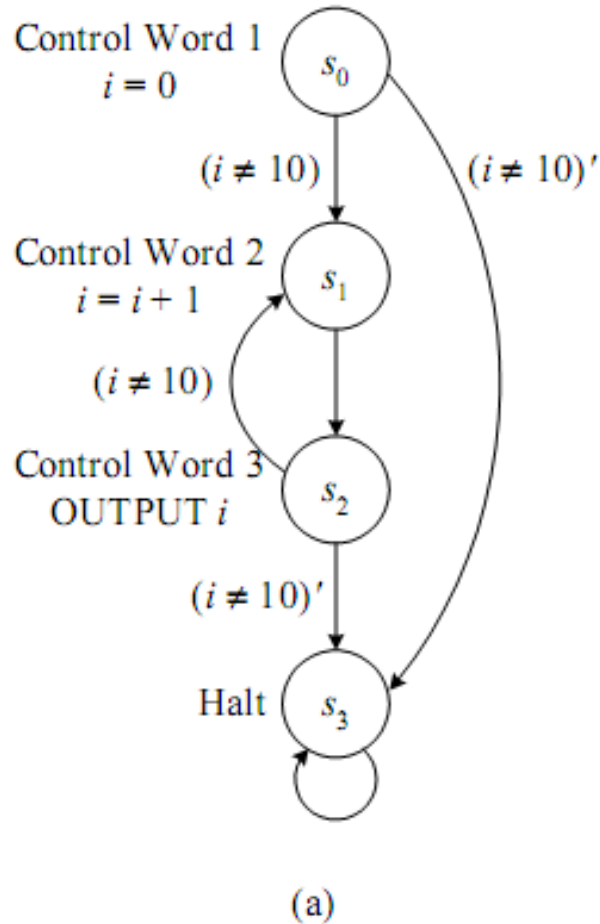 Control Word 1
i = 0
s₀
(i ≠ 10)
(i ≠ 10)′
Control Word 2
i = i + 1
s₁
(i ≠ 10)
Control Word 3
OUTPUT i
s₂
(i ≠ 10)′
Halt
s₃
(a)